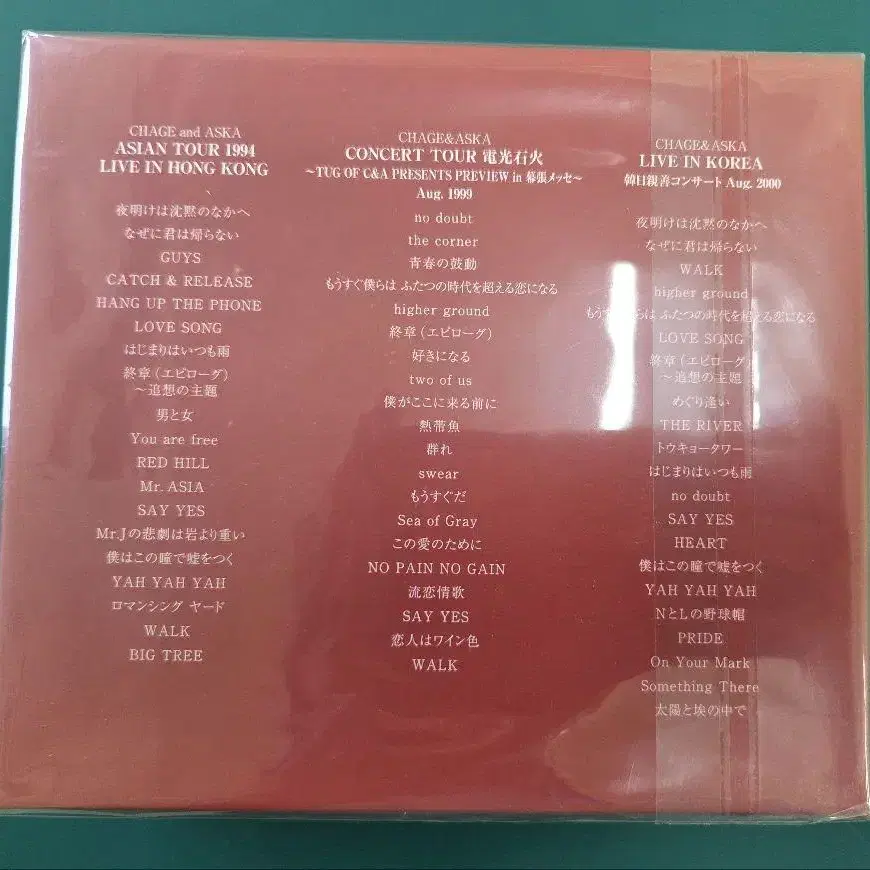 CHAGE and ASKA
ASIAN TOUR 1994
LIVE IN HONG KONG
夜明けは沈黙のなかへ
なぜに君は帰らない
GUYS
CATCH & RELEASE
HANG UP THE PHONE
LOVE SONG
はじまりはいつも雨
終章(エピローグ)
〜追想の主題
男と女
You are free
RED HILL
Mr. ASIA
SAY YES
Mr.Jの悲劇は岩より重い
僕はこの瞳で嘘をつく
YAH YAH YAH
ロマンシング ヤード
WALK
BIG TREE
CHAGE&ASKA
CONCERT TOUR 電光石火
〜TUG OF C&A PRESENTS PREVIEW in 幕張メッセ〜
Aug. 1999
no doubt
the corner
青春の鼓動
もうすぐ僕らは ふたつの時代を超える恋になる
higher ground
終章(エピローグ)
好きになる
two of us
僕がここに来る前に
熱帯魚
群れ
swear
もうすぐだ
Sea of Gray
この愛のために
NO PAIN NO GAIN
流恋情歌
SAY YES
恋人はワイン色
WALK
CHAGE&ASKA
LIVE IN KOREA
韓日親善コンサート Aug. 2000
夜明けは沈黙のなかへ
なぜに君は帰らない
WALK
higher ground
もうすぐ僕らは ふたつの時代を超える恋になる
LOVE SONG
終章(エピローグ)
〜追想の主題
めぐり逢い
THE RIVER
トウキョータワー
はじまりはいつも雨
no doubt
SAY YES
HEART
僕はこの瞳で嘘をつく
YAH YAH YAH
NとLの野球帽
PRIDE
On Your Mark
Something There
太陽と埃の中で